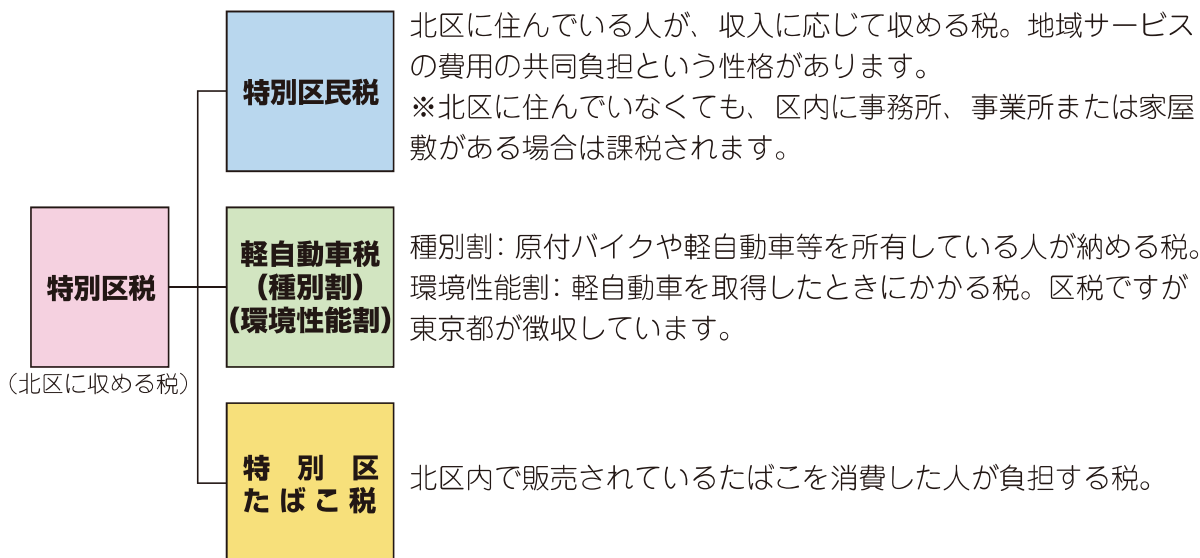 特別区税
（北区に収める税）
特別区民税
北区に住んでいる人が、収入に応じて収める税。地域サービス
の費用の共同負担という性格があります。
※北区に住んでいなくても、区内に事務所、事業所または家屋
敷がある場合は課税されます。
軽自動車税
（種別割）
（環境性能割）
種別割：原付バイクや軽自動車等を所有している人が納める税。
環境性能割：軽自動車を取得したときにかかる税。区税ですが
東京都が徴収しています。
特別区
たばこ税
北区内で販売されているたばこを消費した人が負担する税。